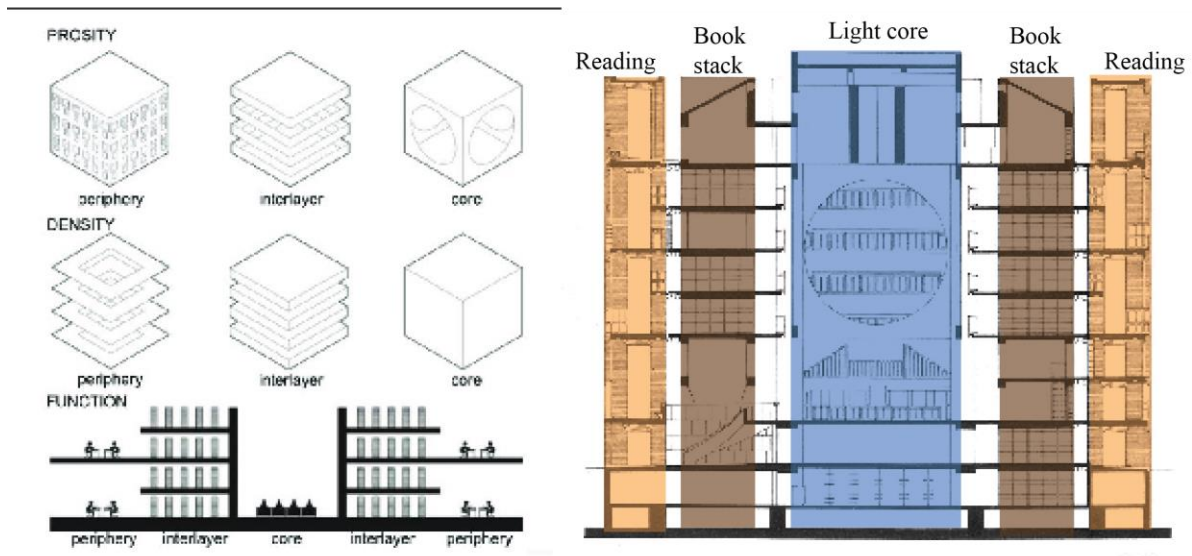 PROSITY
periphery interlayer core
DENSITY
periphery interlayer core
FUNCTION
periphery interlayer core interlayer periphery
Reading
Book
stack
Light core
Book
stack
Reading